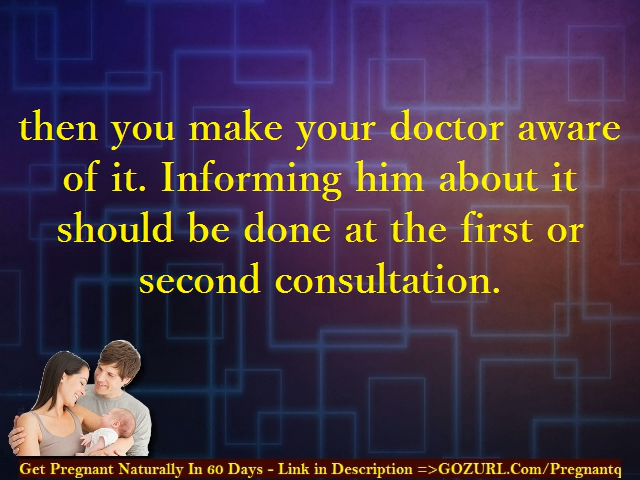 then you make your doctor aware
of it. Informing him about it
should be done at the first or
second consultation.
Get Pregnant Naturally In 60 Days - Link in Description =>GOZURL.Com/Pregnantq